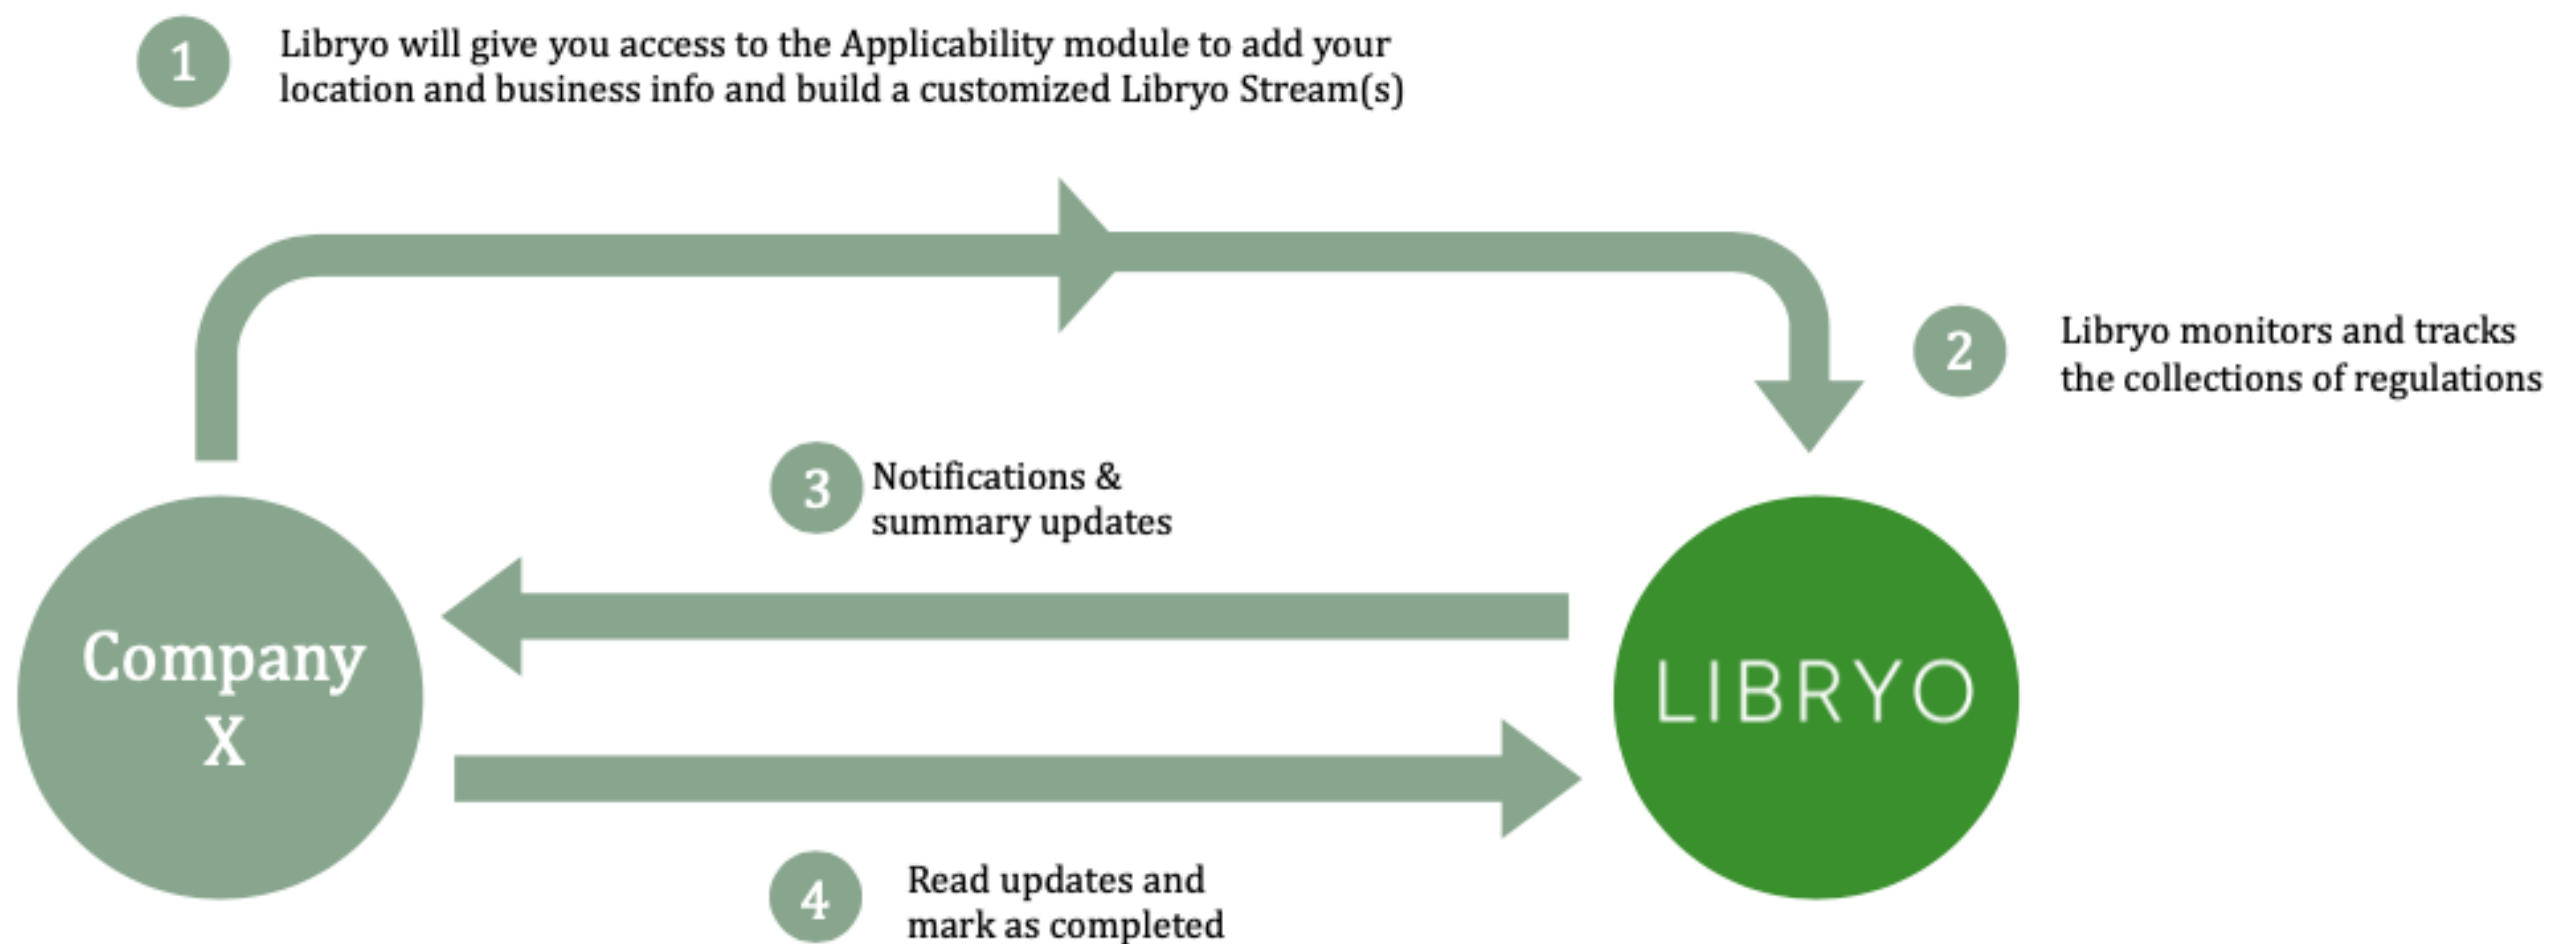 1
Libryo will give you access to the Applicability module to add your
location and business info and build a customized Libryo Stream(s)
2
Libryo monitors and tracks
the collections of regulations
3
Notifications &
summary updates
Company
X
LIBRYO
4
Read updates and
mark as completed